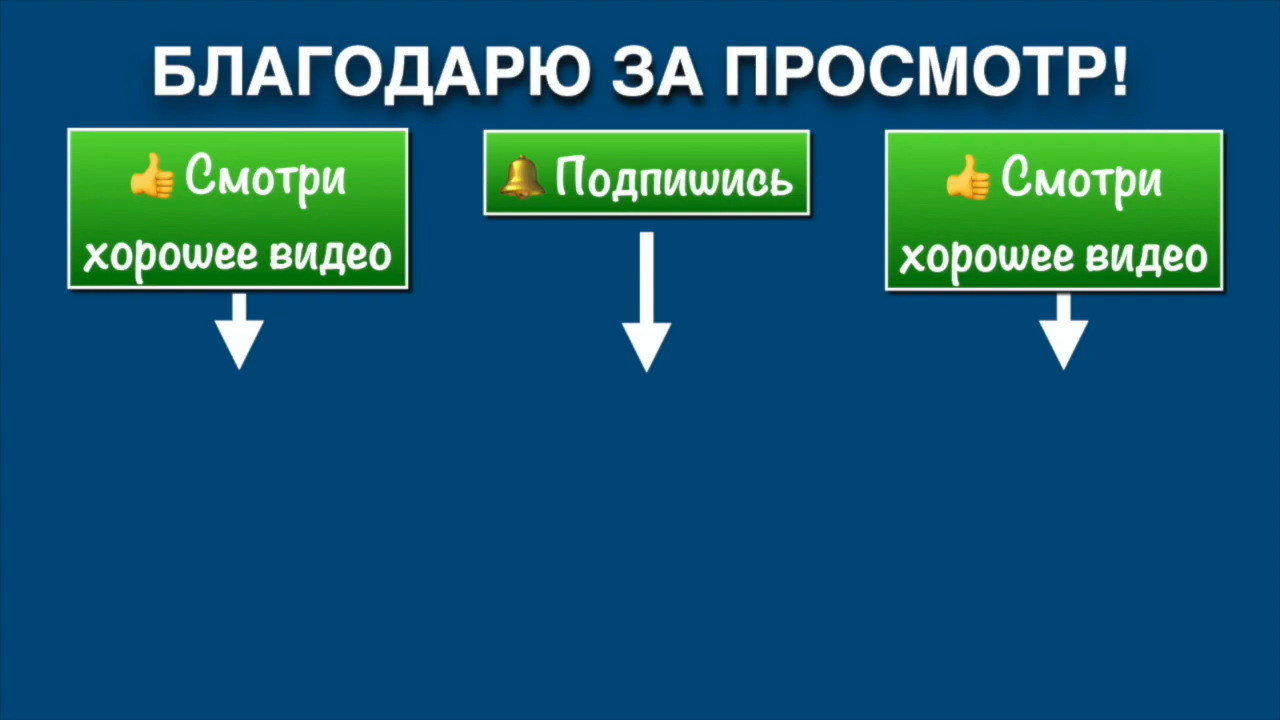 БЛАГОДАРЮ ЗА ПРОСМОТР!
👍 Смотри
хорошее видео
🔔 Подпишись
👍 Смотри
хорошее видео